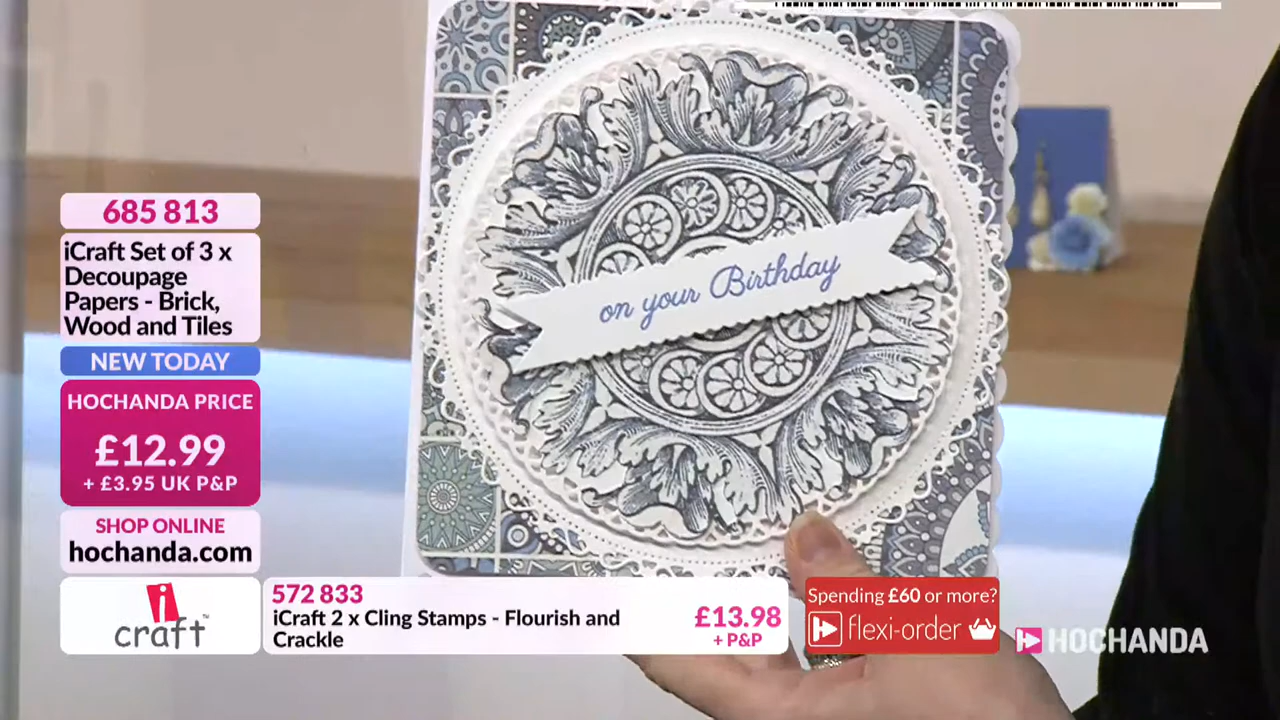 685 813
iCraft Set of 3 x
Decoupage
Papers - Brick,
Wood and Tiles
NEW TODAY
HOCHANDA PRICE
£12.99
+ £3.95 UK P&P
SHOP ONLINE
hochanda.com
on your Birthday
i
craft™
572 833
iCraft 2 x Cling Stamps - Flourish and
Crackle
£13.98
+ P&P
Spending £60 or more?
flexi-order
HOCHANDA